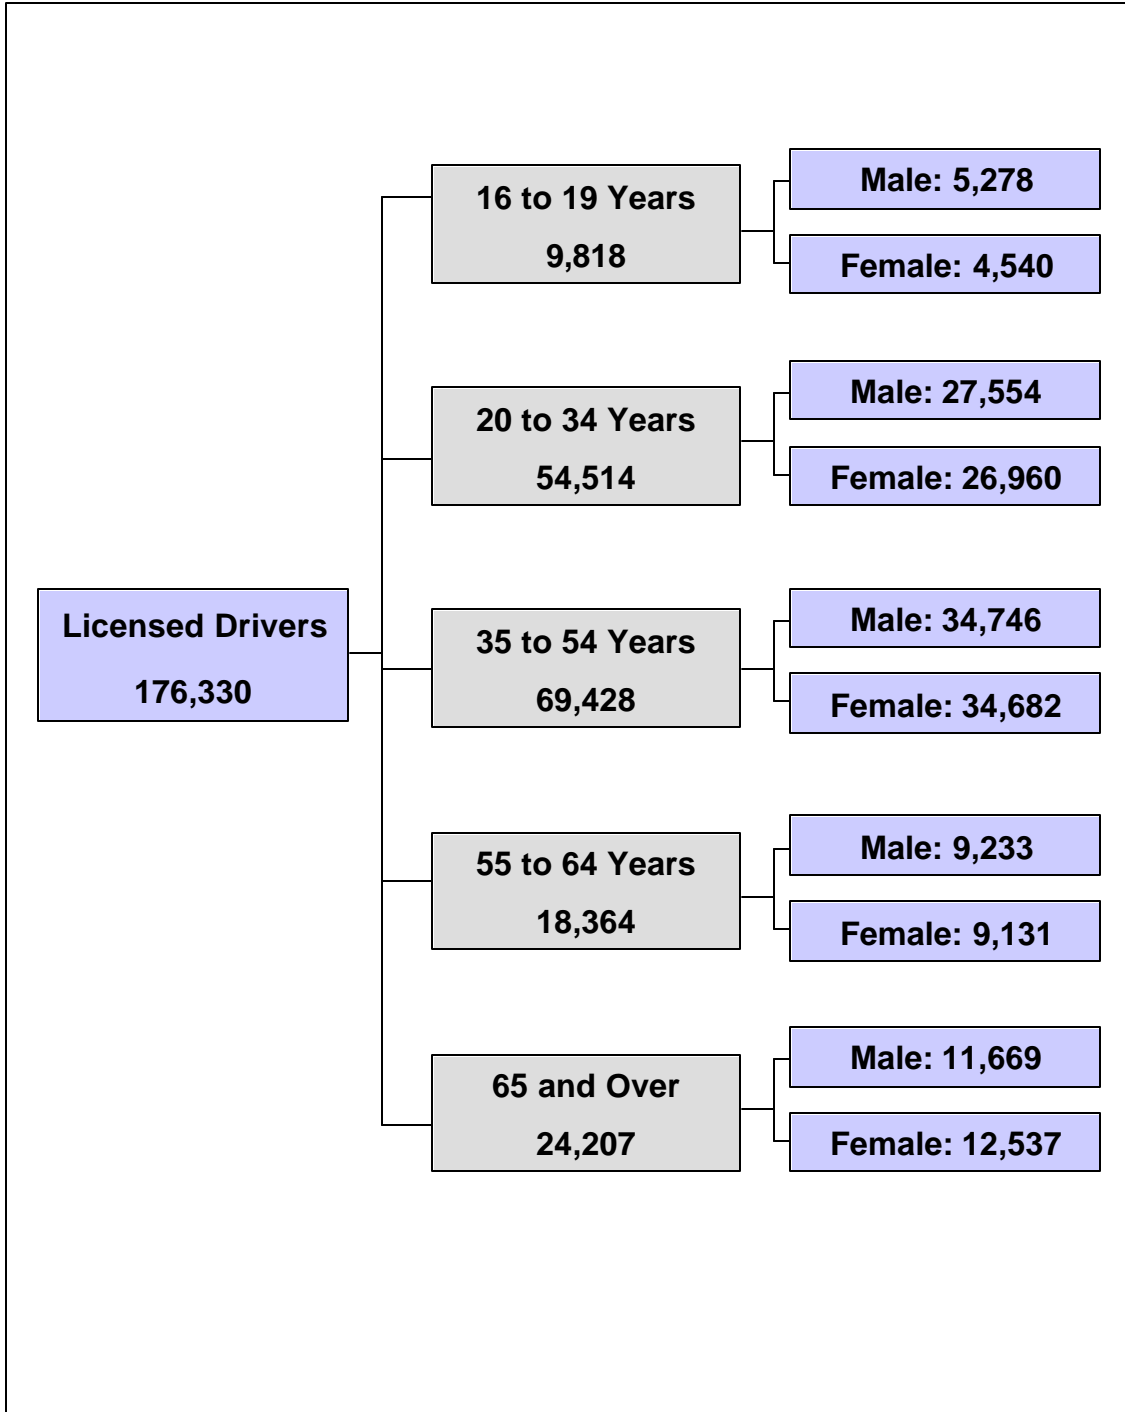 Licensed Drivers
176,330
16 to 19 Years
9,818
Male: 5,278
Female: 4,540
20 to 34 Years
54,514
Male: 27,554
Female: 26,960
35 to 54 Years
69,428
Male: 34,746
Female: 34,682
55 to 64 Years
18,364
Male: 9,233
Female: 9,131
65 and Over
24,207
Male: 11,669
Female: 12,537